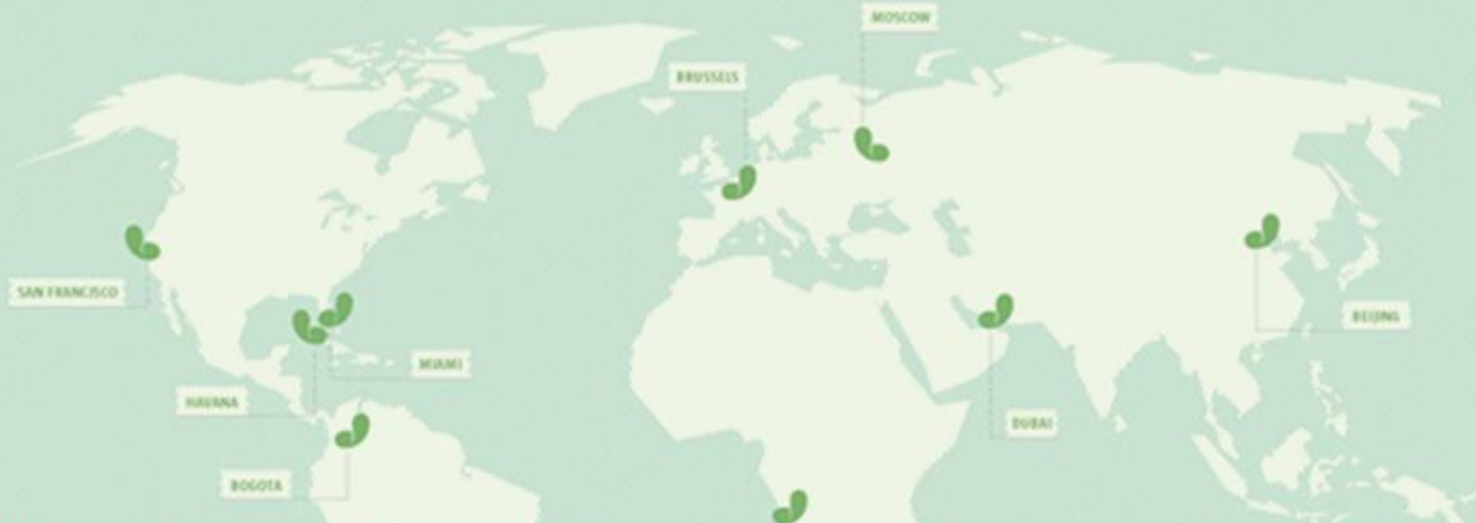 MOSCOW
BRUSSELS
SAN FRANCISCO
BEIJING
MIAMI
HAVANA
DUBAI
BOGOTA